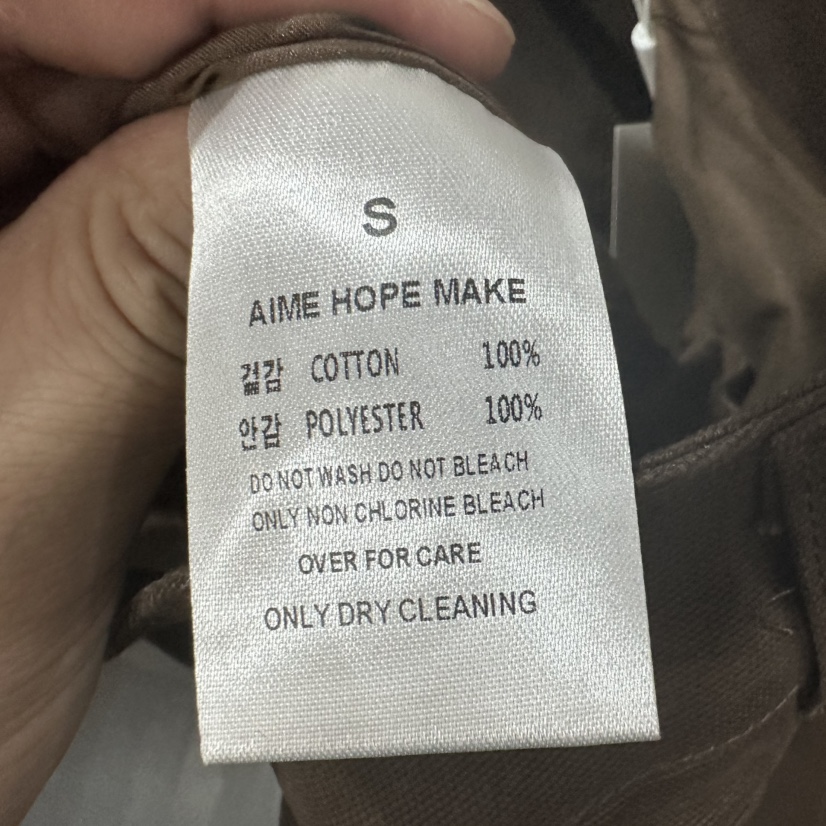 S
AIME HOPE MAKE
겉감 COTTON 100%
안감 POLYESTER 100%
DO NOT WASH DO NOT BLEACH
ONLY NON CHLORINE BLEACH
OVER FOR CARE
ONLY DRY CLEANING